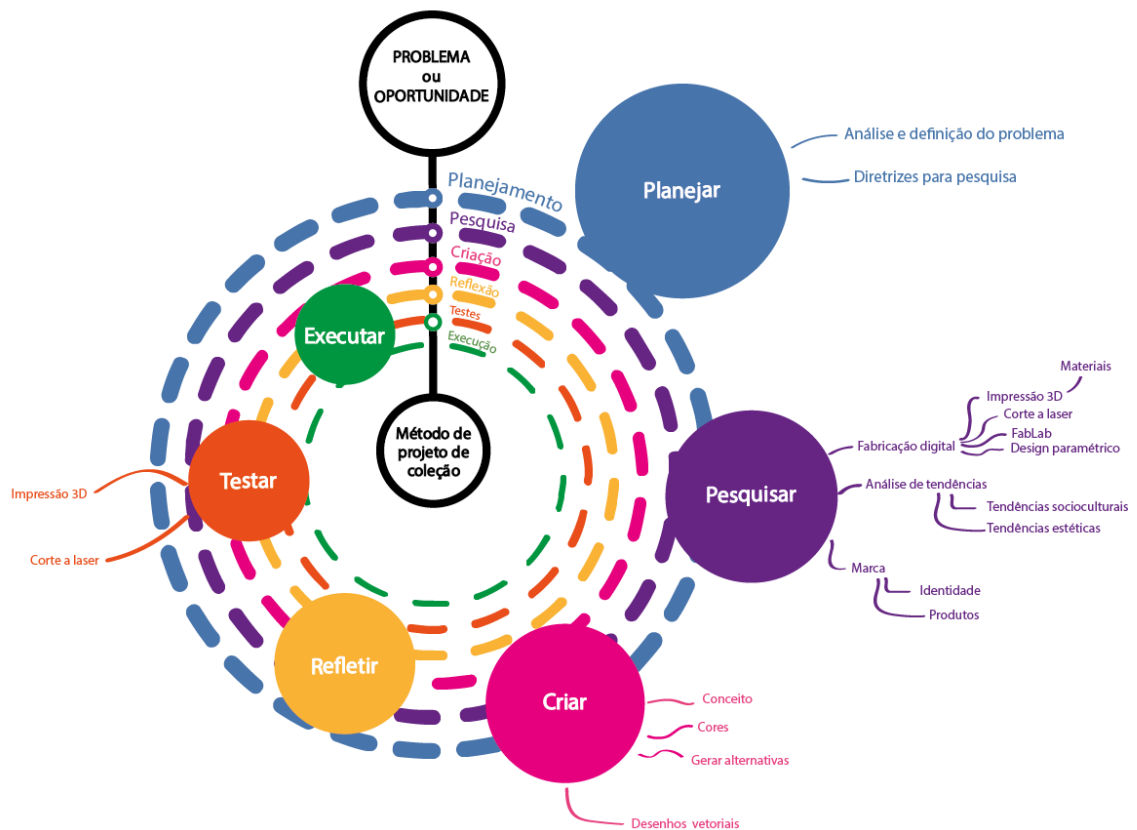 PROBLEMA
ou
OPORTUNIDADE
Planejamento
Pesquisa
Criação
Reflexão
Testes
Execução
Método de
projeto de
coleção
Planejar
Análise e definição do problema
Diretrizes para pesquisa
Pesquisar
Fabricação digital
Materiais
Impressão 3D
Corte a laser
FabLab
Design paramétrico
Análise de tendências
Tendências socioculturais
Tendências estéticas
Marca
Identidade
Produtos
Criar
Conceito
Cores
Gerar alternativas
Desenhos vetoriais
Refletir
Testar
Impressão 3D
Corte a laser
Executar